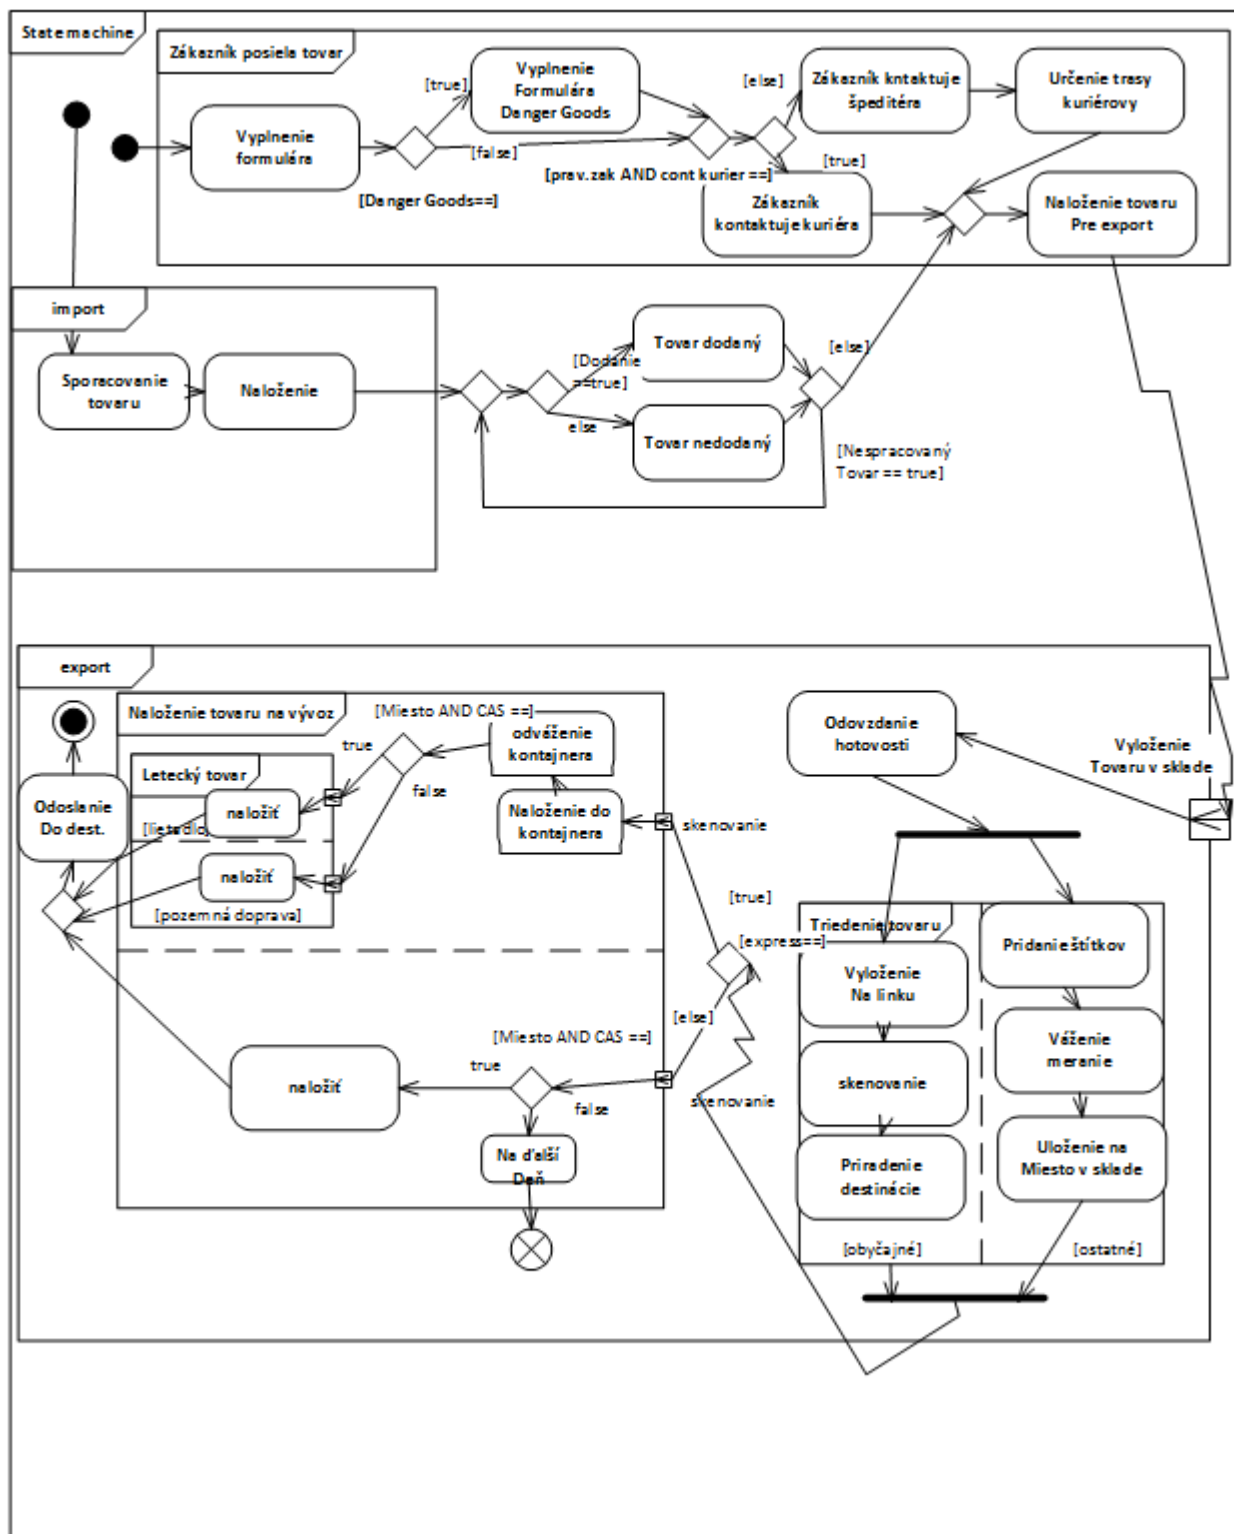 State machine
Zákazník posiela tovar
Vyplnenie
formulára
[true]
[false]
[Danger Goods==]
Vyplnenie
Formulára
Danger Goods
[else]
[true]
[prav.zak AND cont kurier ==]
Zákazník kntaktuje
špeditéra
Určenie trasy
kuriérovy
Zákazník
kontaktuje kuriéra
Naloženie tovaru
Pre export
import
Sporacovanie
tovaru
Naloženie
[Dodanie
==true]
else
Tovar dodaný
Tovar nedodaný
[else]
[Nespracovaný
Tovar == true]
export
Naloženie tovaru na vývoz
[Miesto AND CAS ==]
true
false
odváženie
kontajnera
Naloženie do
kontajnera
skenovanie
Letecký tovar
naložiť
naložiť
[pozemná doprava]
Odoslanie
Do dest.
Odovzdanie
hotovosti
Vyloženie
Tovaru v sklade
[true]
[express==]
[else]
skenovanie
[Miesto AND CAS ==]
true
false
naložiť
Na ďalší
Daň
Triedenie tovaru
Vyloženie
Na linku
skenovanie
Priradenie
destinácie
[obyčajné]
Pridanie štítkov
Váženie
meranie
Uloženie na
Miesto v sklade
[ostatné]